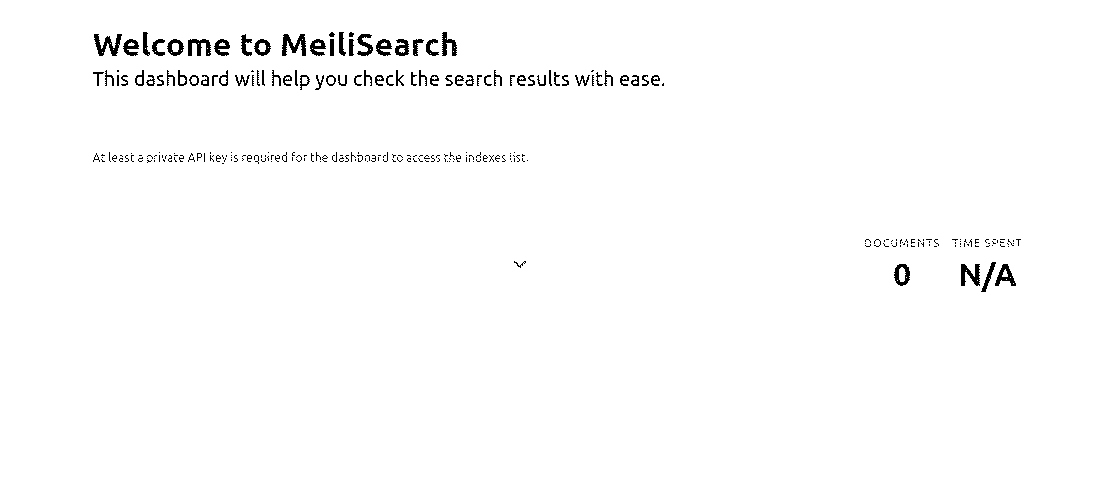 Welcome to MeiliSearch
This dashboard will help you check the search results with ease.
At least a private API key is required for the dashboard to access the indexes list.
DOCUMENTS TIME SPENT
0 N/A